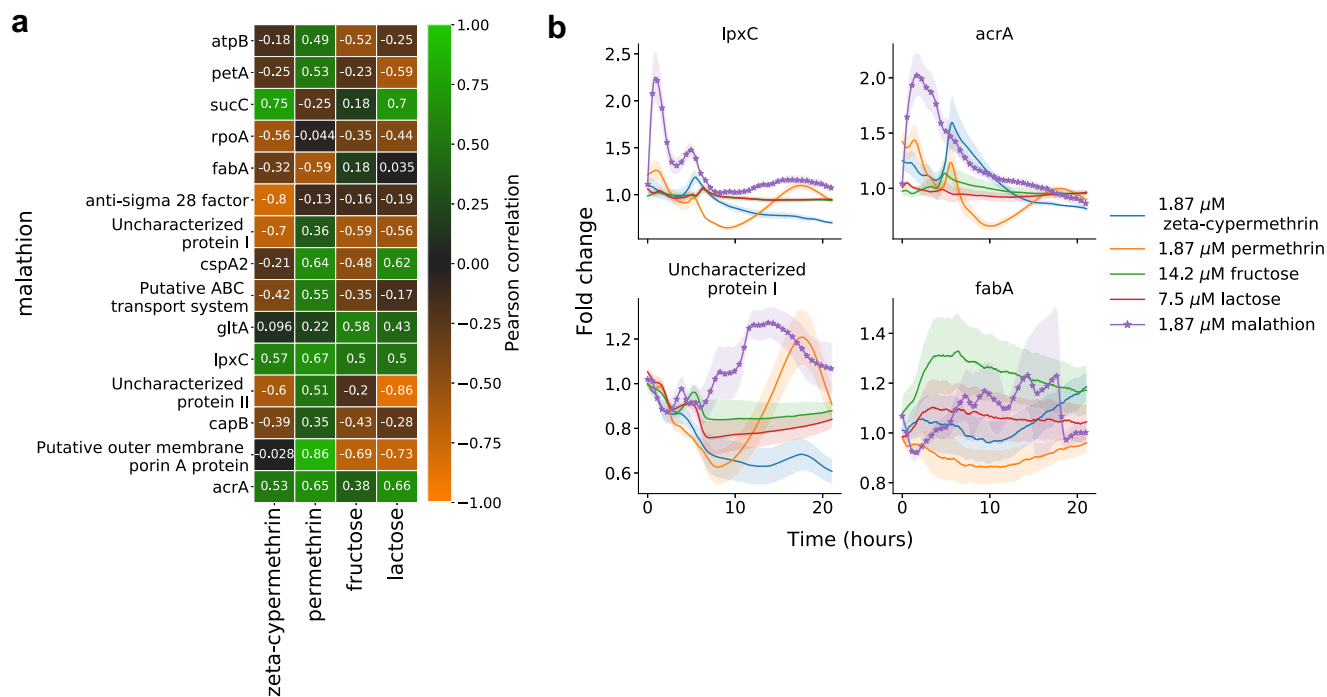 a
malathion
atpB
-0.18 0.49 -0.52 -0.25
petA
-0.25 0.53 -0.23 -0.59
sucC
0.75 -0.25 0.18 0.7
rpoA
-0.56 -0.044 -0.35 -0.44
fabA
-0.32 -0.59 0.18 0.035
anti-sigma 28 factor
-0.8 -0.13 -0.16 -0.19
Uncharacterized
protein I
-0.7 0.36 -0.59 -0.56
cspA2
-0.21 0.64 -0.48 0.62
Putative ABC
transport system
-0.42 0.55 -0.35 -0.17
gltA
0.096 0.22 0.58 0.43
lpxC
0.57 0.67 0.5 0.5
Uncharacterized
protein II
-0.6 0.51 -0.2 -0.86
capB
-0.39 0.35 -0.43 -0.28
Putative outer membrane
porin A protein
-0.028 0.86 -0.69 -0.73
acrA
0.53 0.65 0.38 0.66
zeta-cypermethrin
permethrin
fructose
lactose
1.00
0.75
0.50
0.25
0.00
−0.25
−0.50
−0.75
−1.00
Pearson correlation
b
Fold change
lpxC
2.5
2.0
1.5
1.0
acrA
2.0
1.5
1.0
Uncharacterized
protein I
1.2
1.0
0.8
0.6
0 10 20
fabA
1.4
1.2
1.0
0.8
0 10 20
Time (hours)
1.87 μM
zeta-cypermethrin
1.87 μM permethrin
14.2 μM fructose
7.5 μM lactose
1.87 μM malathion